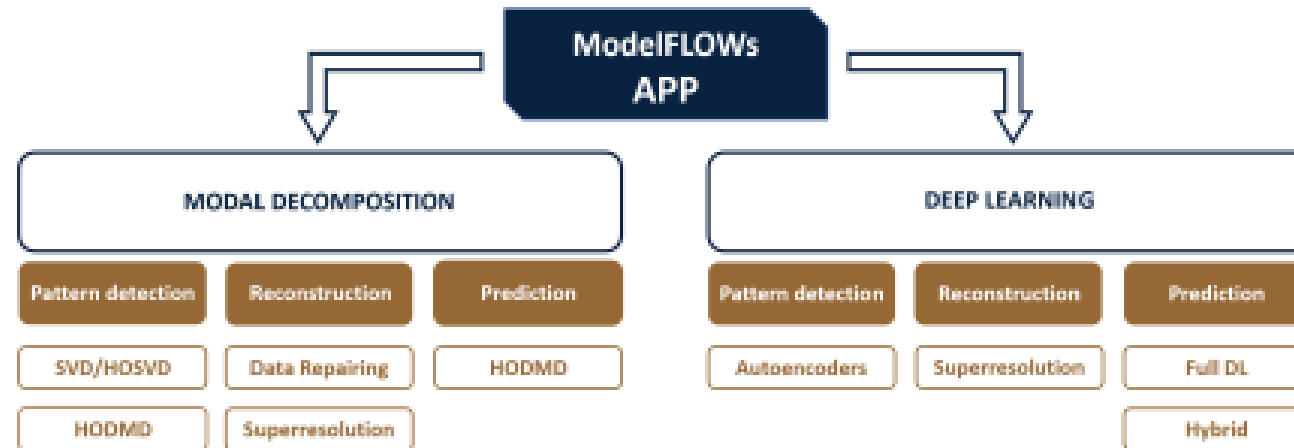 ModelFLOWs
APP
MODAL DECOMPOSITION
DEEP LEARNING
Pattern detection
Reconstruction
Prediction
Pattern detection
Reconstruction
Prediction
SVD/HOSVD
Data Repairing
HODMD
Autoencoders
Superresolution
Full DL
HODMD
Superresolution
Hybrid